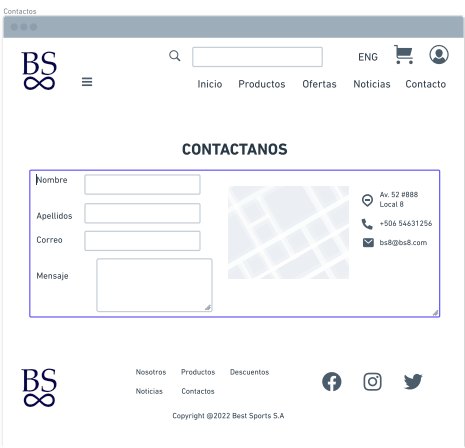 Contactos
BS
ENG
Inicio Productos Ofertas Noticias Contacto
CONTACTANOS
Nombre
Apellidos
Correo
Mensaje
Av. 52 #888
Local 8
+506 54631256
bs8@bs8.com
BS
Nosotros Productos Descuentos
Noticias Contactos
Copyright @2022 Best Sports S.A